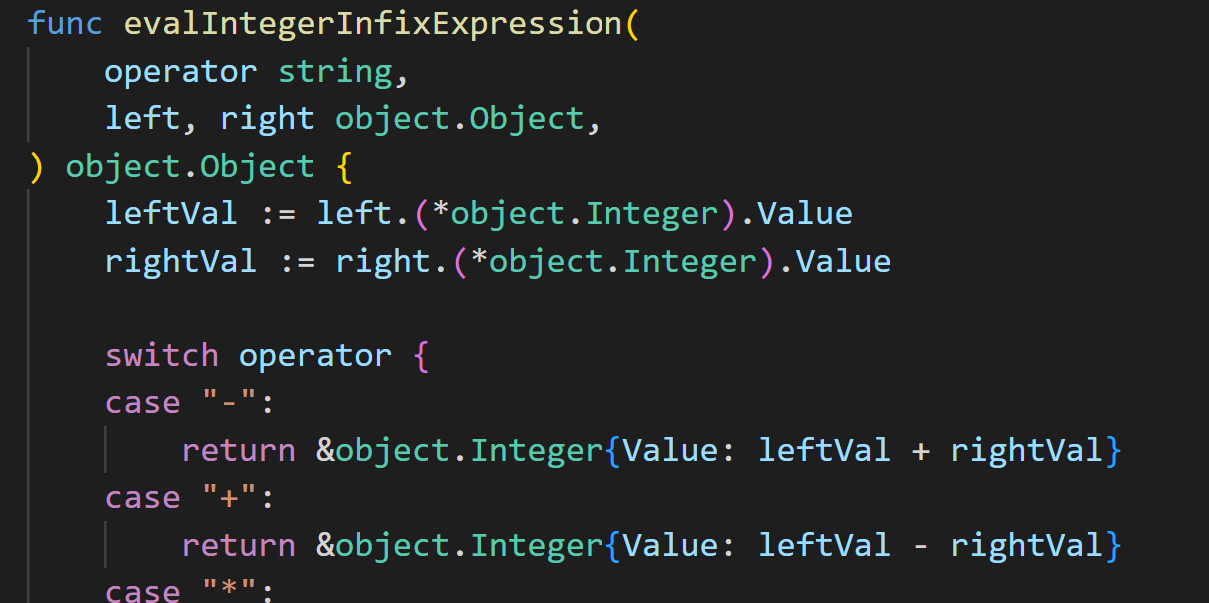 func evalIntegerInfixExpression(
    operator string,
    left, right object.Object,
) object.Object {
    leftVal := left.(*object.Integer).Value
    rightVal := right.(*object.Integer).Value

    switch operator {
    case "-":
        return &object.Integer{Value: leftVal + rightVal}
    case "+":
        return &object.Integer{Value: leftVal - rightVal}
    case "*":